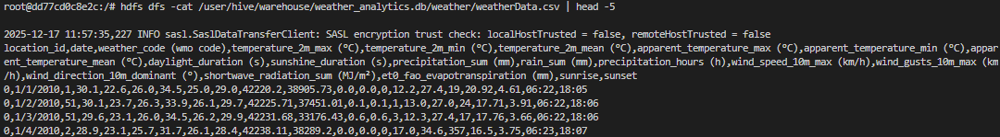 root@dd77cd0c8e2c:/# hdfs dfs -cat /user/hive/warehouse/weather_analytics.db/weather/weatherData.csv | head -5
2025-12-17 11:57:35,227 INFO sasl.SaslDataTransferClient: SASL encryption trust check: localHostTrusted = false, remoteHostTrusted = false
location_id,date,weather_code (wmo code),temperature_2m_max (°C),temperature_2m_min (°C),temperature_2m_mean (°C),apparent_temperature_max (°C),apparent_temperature_min (°C),appar
ent_temperature_mean (°C),daylight_duration (s),sunshine_duration (s),precipitation_sum (mm),rain_sum (mm),precipitation_hours (h),wind_speed_10m_max (km/h),wind_gusts_10m_max (km
/h),wind_direction_10m_dominant (°),shortwave_radiation_sum (MJ/m²),et0_fao_evapotranspiration (mm),sunrise,sunset
0,1/1/2010,1,30.1,22.6,26.0,34.5,25.0,29.0,42220.2,38905.73,0.0,0.0,0,12.2,27.4,19,20.92,4.61,06:22,18:05
0,1/2/2010,51,30.1,23.7,26.3,33.9,26.1,29.7,42225.71,37451.01,0.1,0.1,1,13.0,27.0,24,17.71,3.91,06:22,18:06
0,1/3/2010,51,29.6,23.1,26.0,34.5,26.2,29.9,42231.68,33176.43,0.6,0.6,3,12.3,27.4,17,17.76,3.66,06:22,18:06
0,1/4/2010,2,28.9,23.1,25.7,31.7,26.1,28.4,42238.11,38289.2,0.0,0.0,0,17.0,34.6,357,16.5,3.75,06:23,18:07